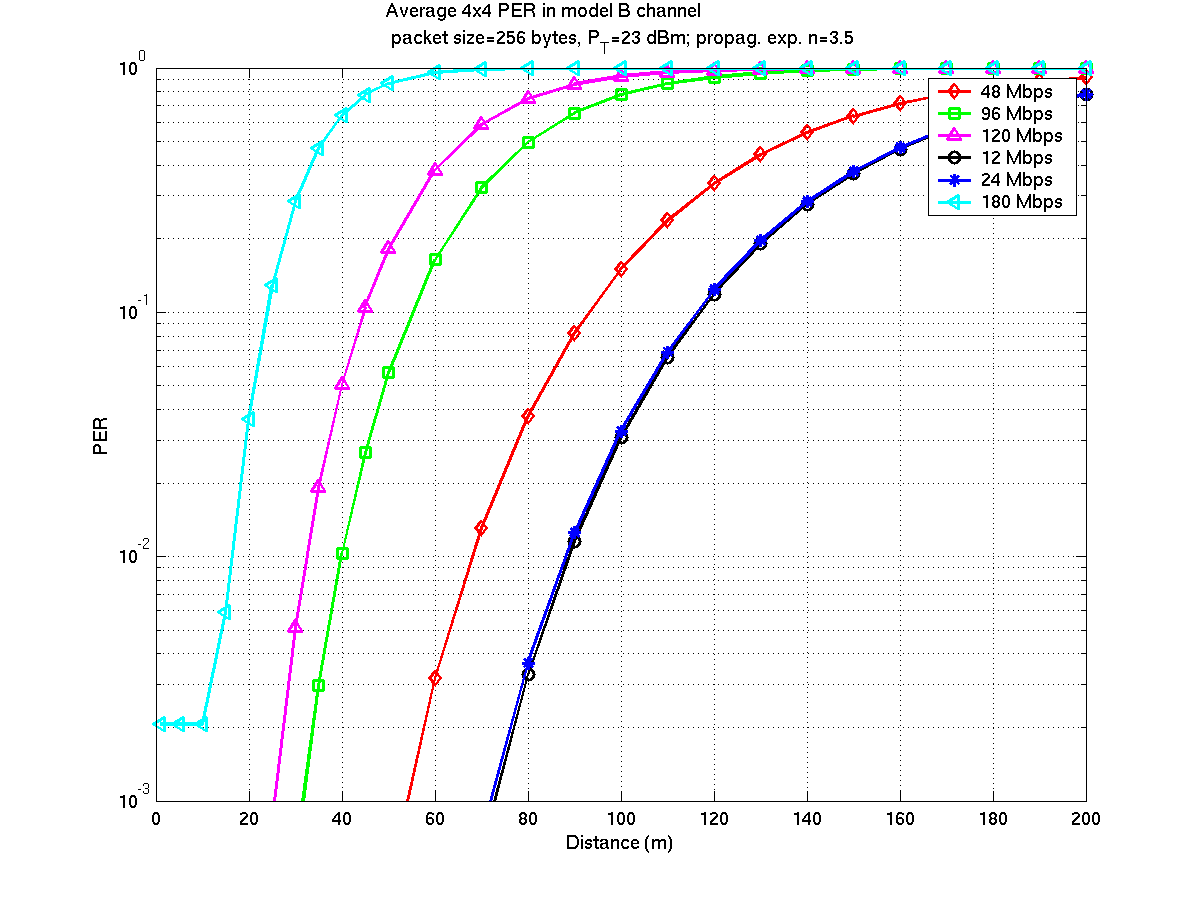 Average 4x4 PER in model B channel
packet size=256 bytes, P_T=23 dBm; propag. exp. n=3.5
10^0
48 Mbps
96 Mbps
120 Mbps
12 Mbps
24 Mbps
180 Mbps
10^-1
PER
10^-2
10^-3
0 20 40 60 80 100 120 140 160 180 200
Distance (m)